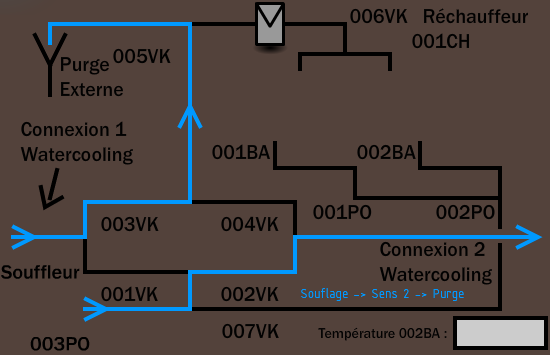 006VK Réchauffeur
001CH
005VK
Purge
Externe
Connexion 1
Watercooling
001BA
002BA
003VK
004VK
001PO
002PO
Connexion 2
Watercooling
Souffleur
001VK
002VK
Souflage -> Sens 2 -> Purge
007VK
Température 002BA :
003PO